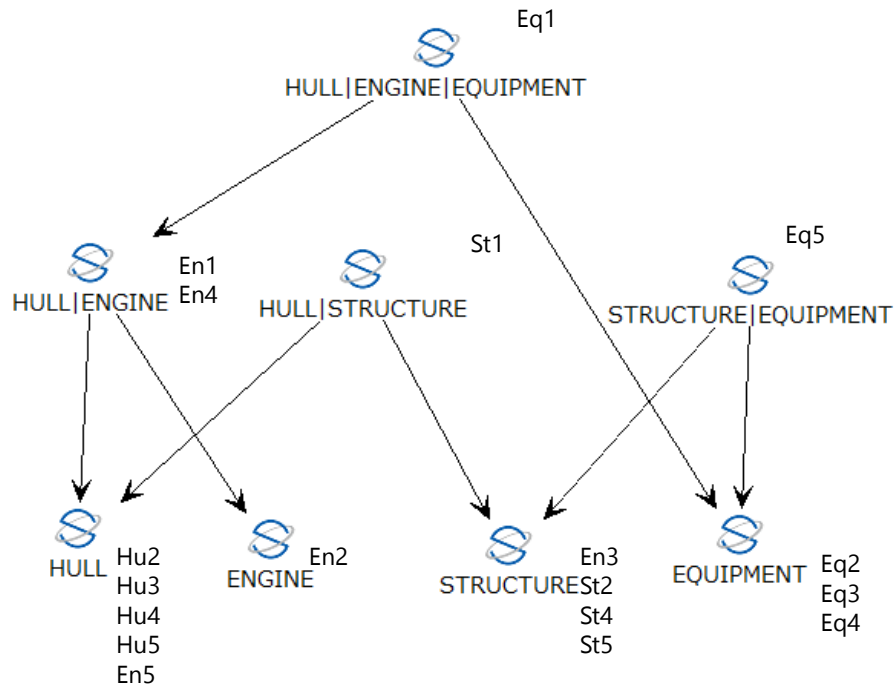 Eq1
HULL|ENGINE|EQUIPMENT
En1
En4
HULL|ENGINE
St1
HULL|STRUCTURE
Eq5
STRUCTURE|EQUIPMENT
HULL
Hu2
Hu3
Hu4
Hu5
En5
ENGINE
En2
STRUCTURE
En3
St2
St4
St5
EQUIPMENT
Eq2
Eq3
Eq4